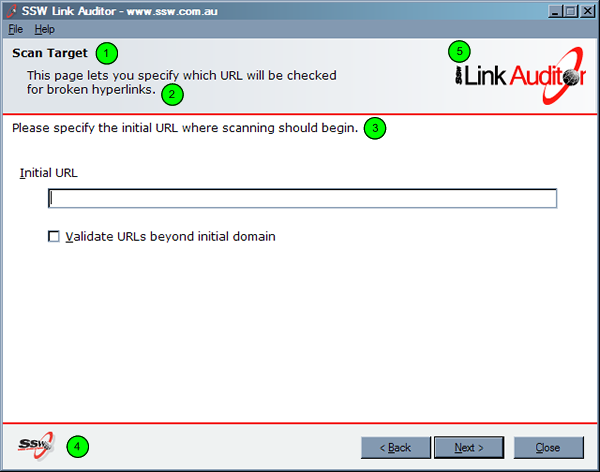 SSW Link Auditor - www.ssw.com.au
File Help
Scan Target 1
This page lets you specify which URL will be checked
for broken hyperlinks. 2
5
SSW Link Auditor
Please specify the initial URL where scanning should begin. 3
Initial URL
Validate URLs beyond initial domain
SSW 4
< Back Next > Close